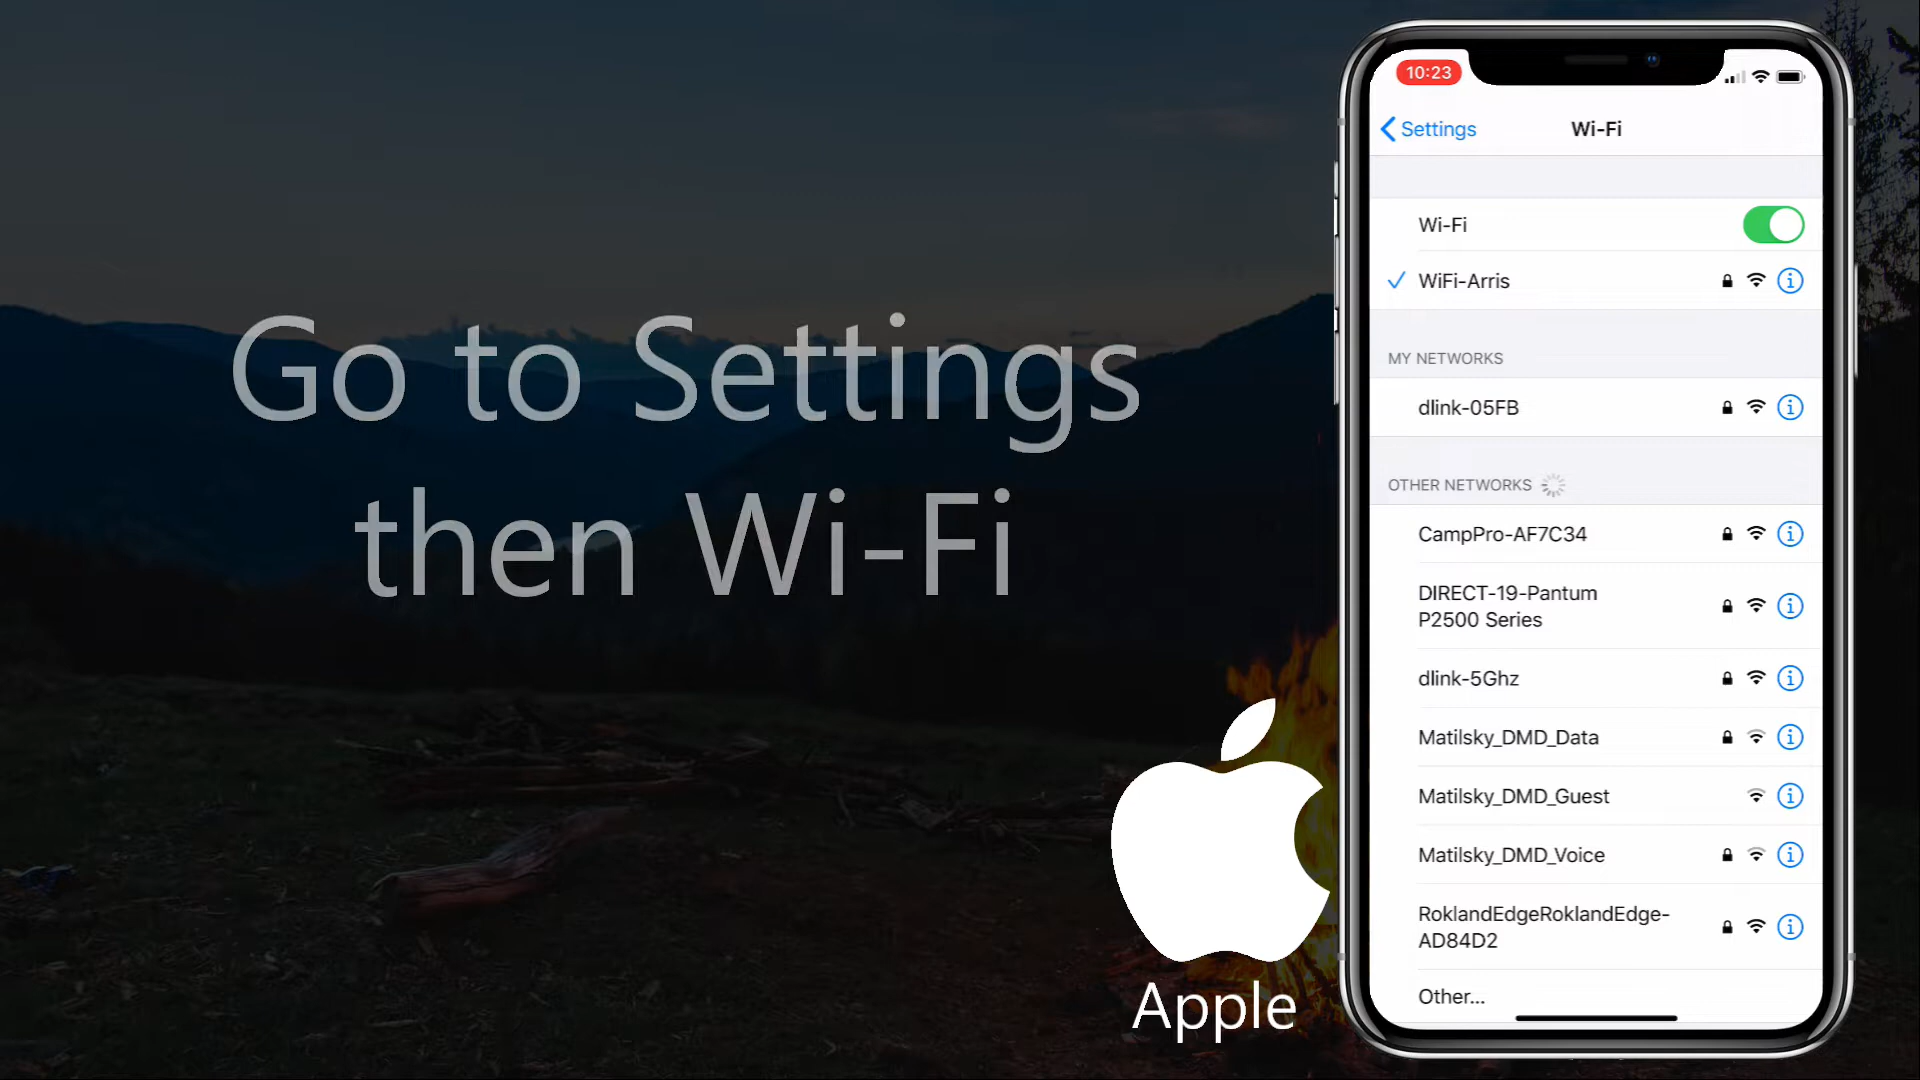 Go to Settings
then Wi-Fi
Apple
10:23
Settings
Wi-Fi
Wi-Fi
WiFi-Arris
MY NETWORKS
dlink-05FB
OTHER NETWORKS
CampPro-AF7C34
DIRECT-19-Pantum
P2500 Series
dlink-5Ghz
Matilsky_DMD_Data
Matilsky_DMD_Guest
Matilsky_DMD_Voice
RoklandEdgeRoklandEdge-
AD84D2
Other...